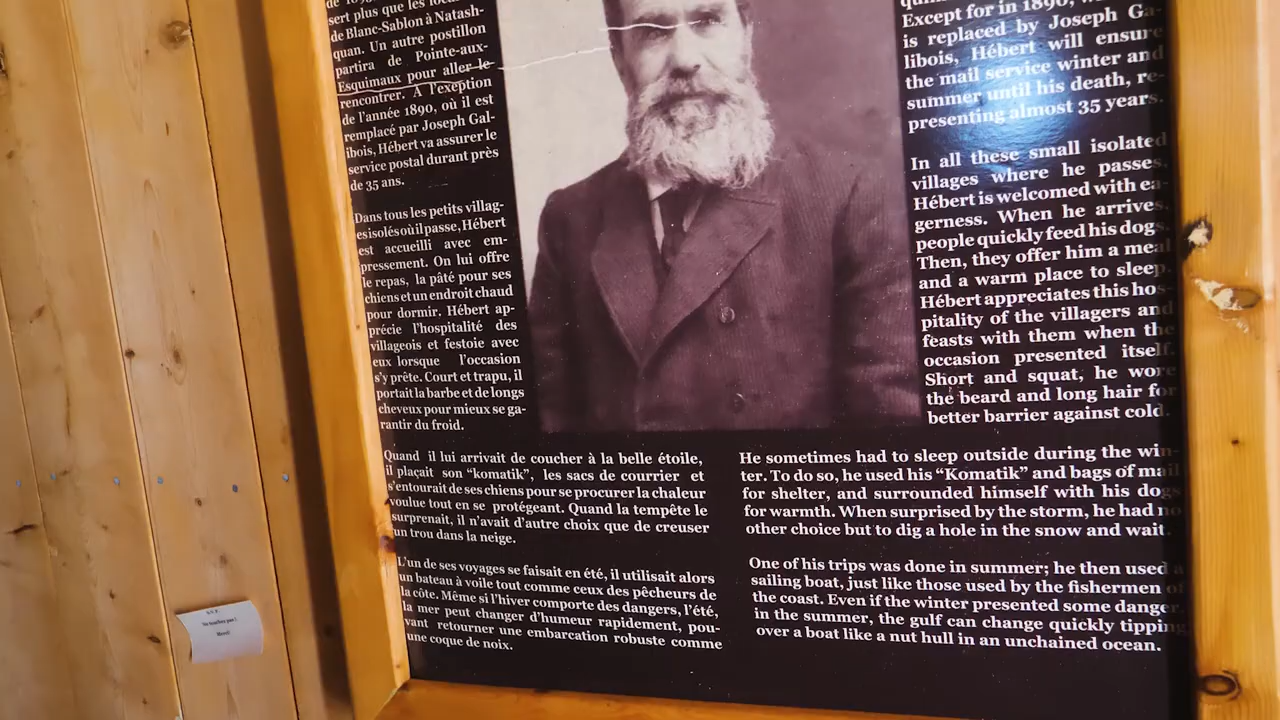 sert plus que les
de Blanc-Sablon à Natash-
quan. Un autre postillon
partira de Pointe-aux-
Esquimaux pour aller le
rencontrer. A l'exeption
de l'année 1890, où il est
remplacé par Joseph Gal-
ibois, Hébert va assurer le
service postal durant près
de 35 ans.
Dans tous les petits villag-
es isolés où il passe, Hébert
est accueilli avec em-
pressement. On lui offre
le repas, la pâté pour ses
chiens et un endroit chaud
pour dormir. Hébert ap-
précie l'hospitalité des
villageois et festoie avec
eux lorsque l'occasion
s'y prête. Court et trapu, il
portait la barbe et de longs
cheveux pour mieux se ga-
rantir du froid.
Quand il lui arrivait de coucher à la belle étoile,
il plaçait son “komatik”, les sacs de courrier et
s'entourait de ses chiens pour se procurer la chaleur
voulue tout en se protégeant. Quand la tempête le
surprenait, il n'avait d'autre choix que de creuser
un trou dans la neige.
L'un de ses voyages se faisait en été, il utilisait alors
un bateau à voile tout comme ceux des pêcheurs de
la côte. Même si l'hiver comporte des dangers, l'été,
la mer peut changer d'humeur rapidement, pou-
vant retourner une embarcation robuste comme
une coque de noix.
Except for in 1890,
is replaced by Joseph Ga-
libois, Hébert will ensure
the mail service winter and
summer until his death, re-
presenting almost 35 years.
In all these small isolated
villages where he passes,
Hébert is welcomed with ea-
gerness. When he arrives,
people quickly feed his dogs.
Then, they offer him a meal
and a warm place to sleep.
Hébert appreciates this hos-
pitality of the villagers and
feasts with them when the
occasion presented itself.
Short and squat, he wore
the beard and long hair for
better barrier against cold.
He sometimes had to sleep outside during the win-
ter. To do so, he used his “Komatik” and bags of mail
for shelter, and surrounded himself with his dogs
for warmth. When surprised by the storm, he had no
other choice but to dig a hole in the snow and wait.
One of his trips was done in summer; he then used a
sailing boat, just like those used by the fishermen of
the coast. Even if the winter presented some danger,
in the summer, the gulf can change quickly tipping
over a boat like a nut hull in an unchained ocean.
Ne touchez pas !
Merci!